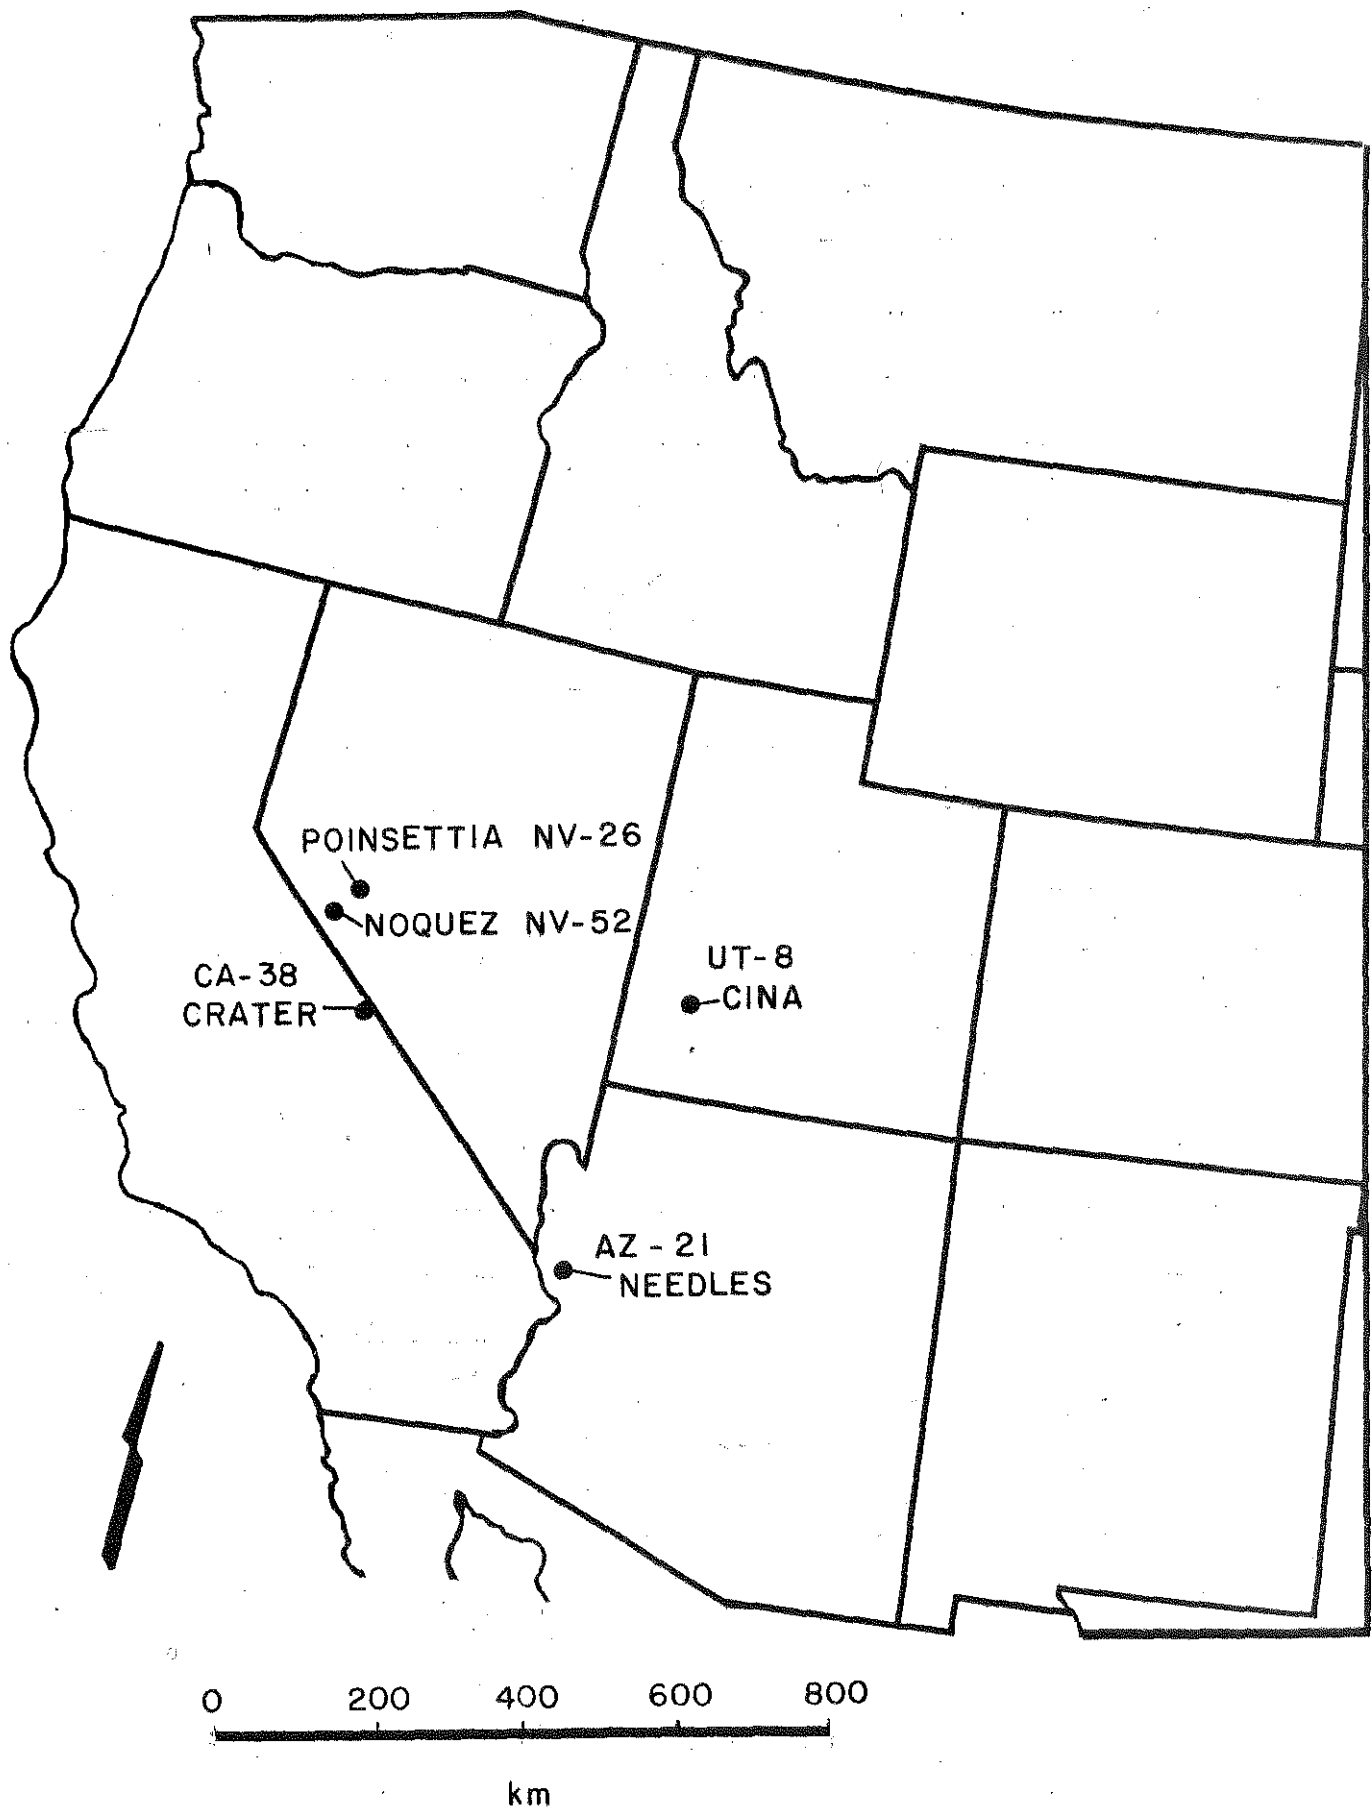 POINSETTIA NV-26
NOQUEZ NV-52
CA-38
CRATER
UT-8
CINA
AZ-21
NEEDLES
0 200 400 600 800
km